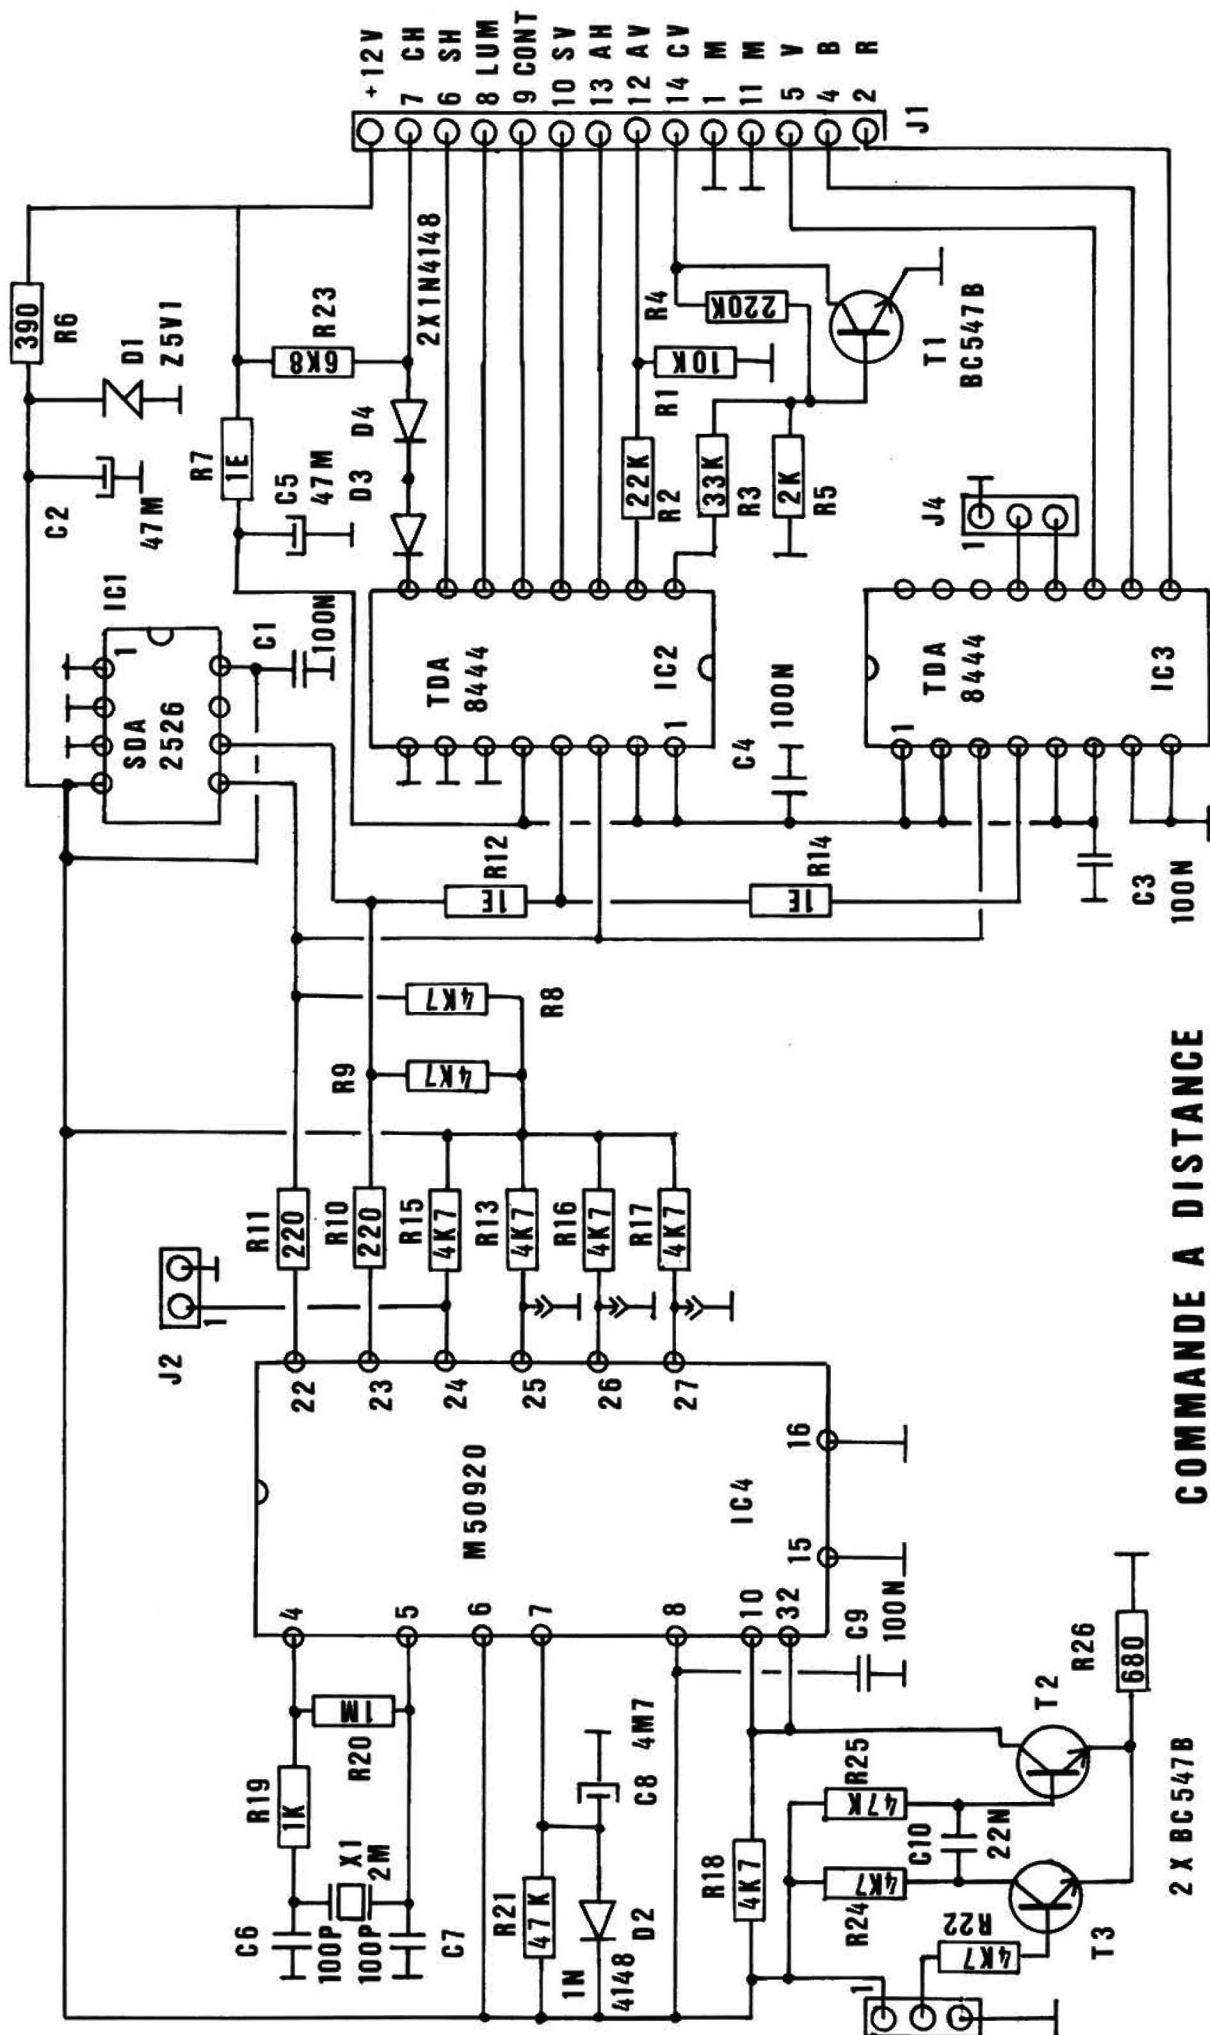 +12V
7 CH
6 SH
8 LUM
9 CONT
10 SV
13 AH
12 AV
14 CV
1 M
11 M
5 V
4 B
2 R
J1
390
R6
D1
Z5V1
C2
47M
R7
1E
R23
6K8
2X1N4148
D4
D3
C5
47M
IC1
1
SDA
2526
C1
100N
TDA
8444
IC2
1
22K
R2
R1
10K
33K
R3
R4
220K
2K
R5
T1
BC547B
C4
100N
J4
1
TDA
8444
IC3
1
R12
1E
R14
1E
C3
100N
R8
4K7
R9
4K7
R11
220
R10
220
R15
4K7
R13
4K7
R16
4K7
R17
4K7
J2
1
22
23
24
25
26
27
M50920
IC4
16
15
4
5
6
7
8
10
32
R19
1K
R20
1M
X1
2M
C6
100P
100P
C7
R21
47K
1N
4148
D2
C8
4M7
C9
100N
R18
4K7
R25
47K
C10
22N
R24
4K7
R22
4K7
1
T2
T3
R26
680
2XBC547B
COMMANDE A DISTANCE